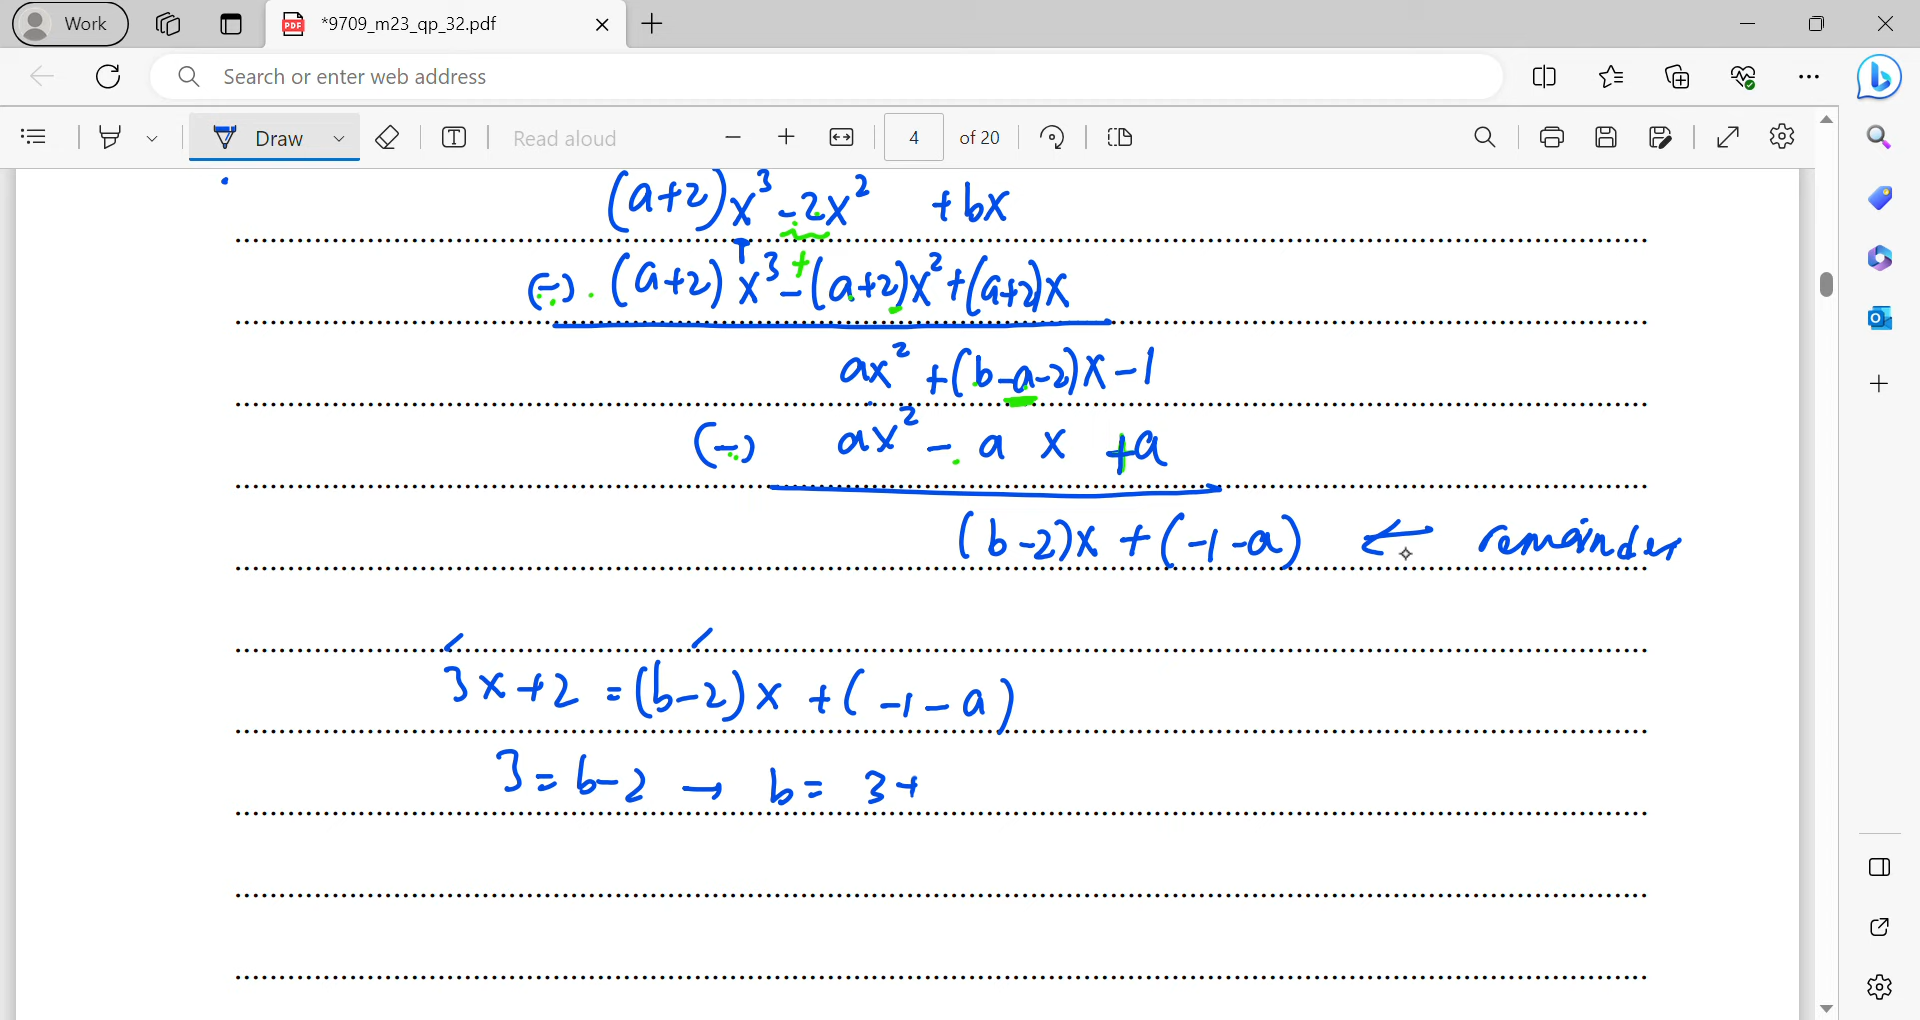 Work
*9709_m23_qp_32.pdf
Search or enter web address
Draw
Read aloud
4 of 20
(a+2)x³ -2x² +bx
(-) (a+2)x³ -(a+2)x² +(a+2)x
+
ax² +(b-a-2)x-1
(-) ax² - a x +a
(b-2)x +(-1-a) ← remainder
3x+2 = (b-2)x +(-1-a)
3 = b-2 → b = 3+